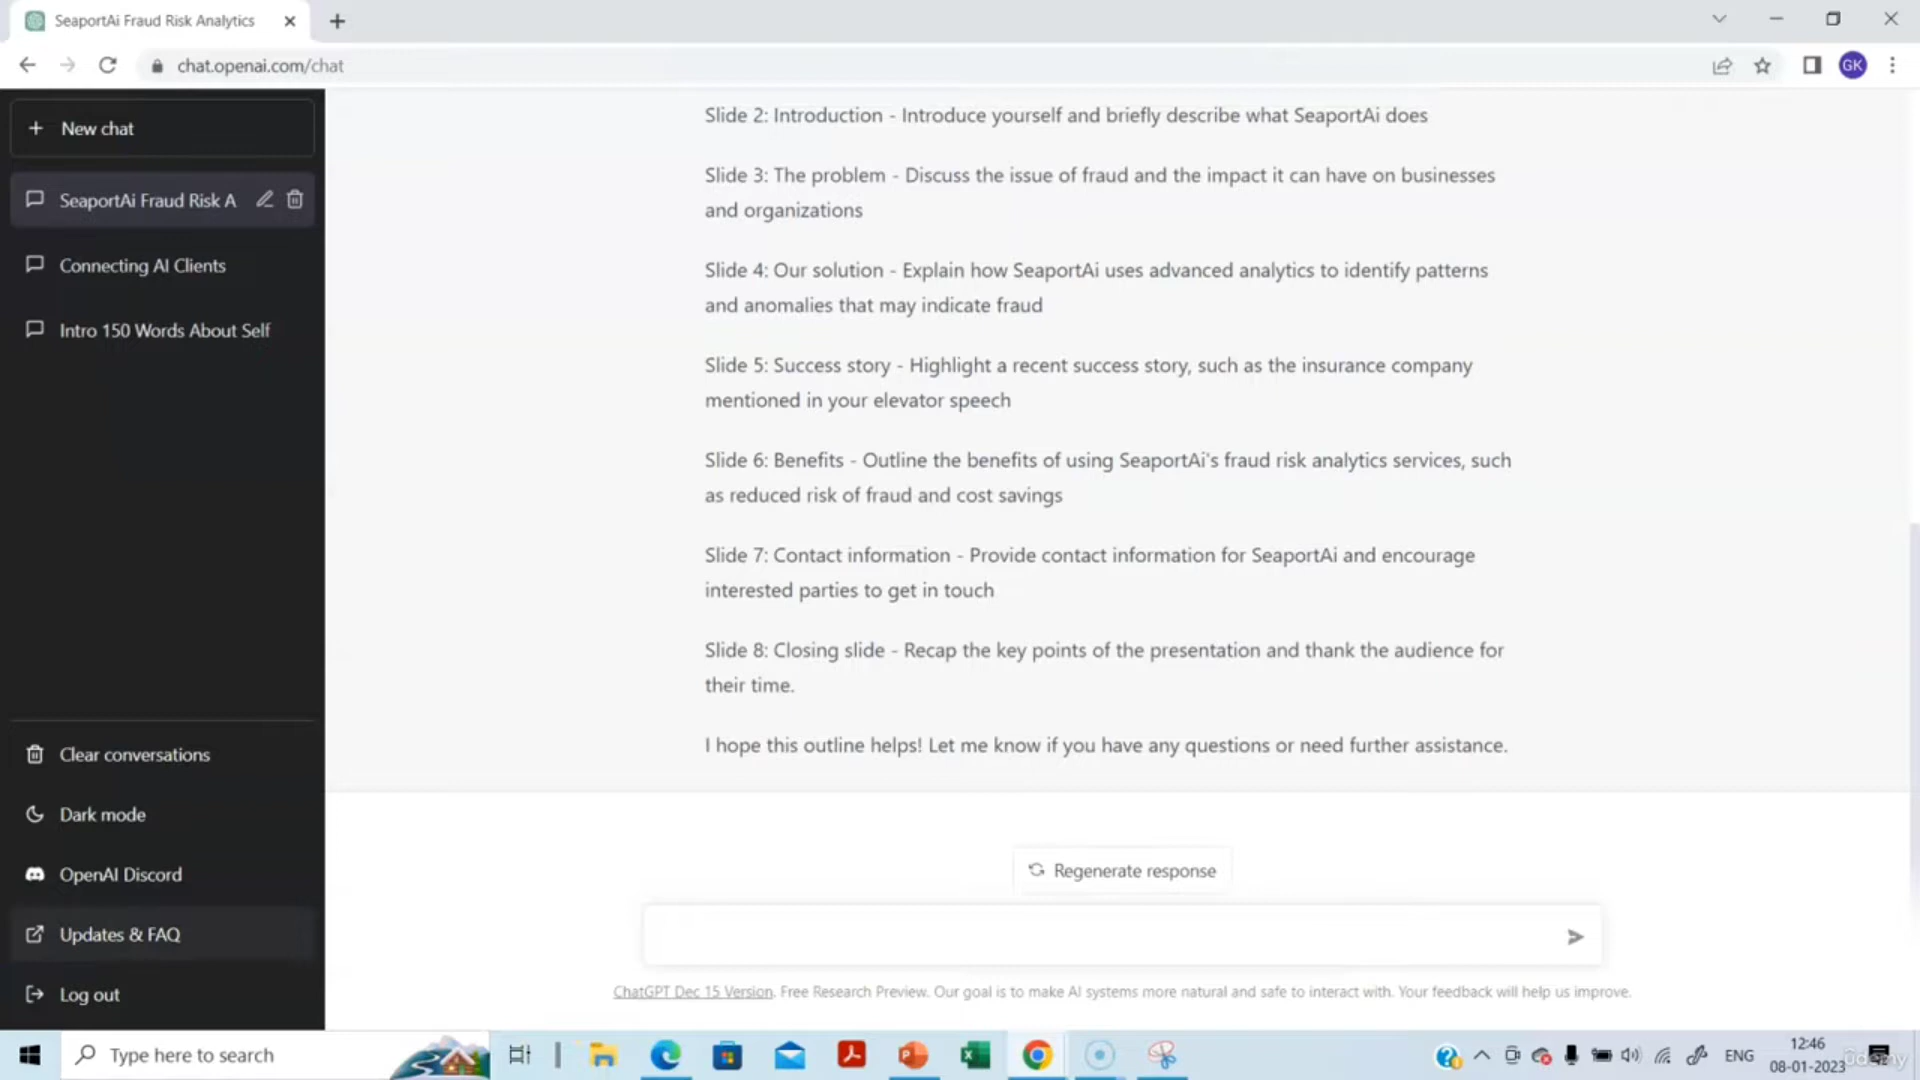 SeaportAi Fraud Risk Analytics
chat.openai.com/chat
GK
New chat
SeaportAi Fraud Risk A
Connecting AI Clients
Intro 150 Words About Self
Clear conversations
Dark mode
OpenAI Discord
Updates & FAQ
Log out
Slide 2: Introduction - Introduce yourself and briefly describe what SeaportAi does
Slide 3: The problem - Discuss the issue of fraud and the impact it can have on businesses
and organizations
Slide 4: Our solution - Explain how SeaportAi uses advanced analytics to identify patterns
and anomalies that may indicate fraud
Slide 5: Success story - Highlight a recent success story, such as the insurance company
mentioned in your elevator speech
Slide 6: Benefits - Outline the benefits of using SeaportAi's fraud risk analytics services, such
as reduced risk of fraud and cost savings
Slide 7: Contact information - Provide contact information for SeaportAi and encourage
interested parties to get in touch
Slide 8: Closing slide - Recap the key points of the presentation and thank the audience for
their time.
I hope this outline helps! Let me know if you have any questions or need further assistance.
Regenerate response
ChatGPT Dec 15 Version. Free Research Preview. Our goal is to make AI systems more natural and safe to interact with. Your feedback will help us improve.
Type here to search
ENG
12:46
08-01-2023
udemy